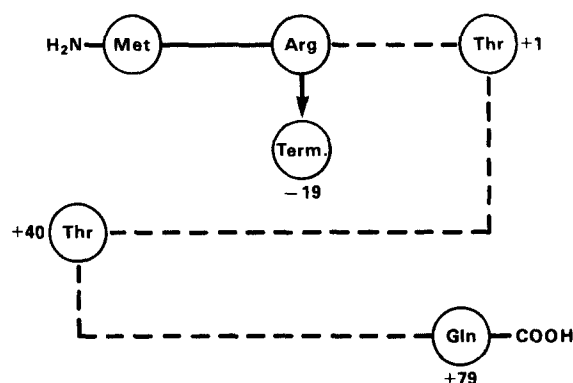 H₂N Met Arg Thr +1
Term.
−19
+40 Thr
Gln COOH
+79